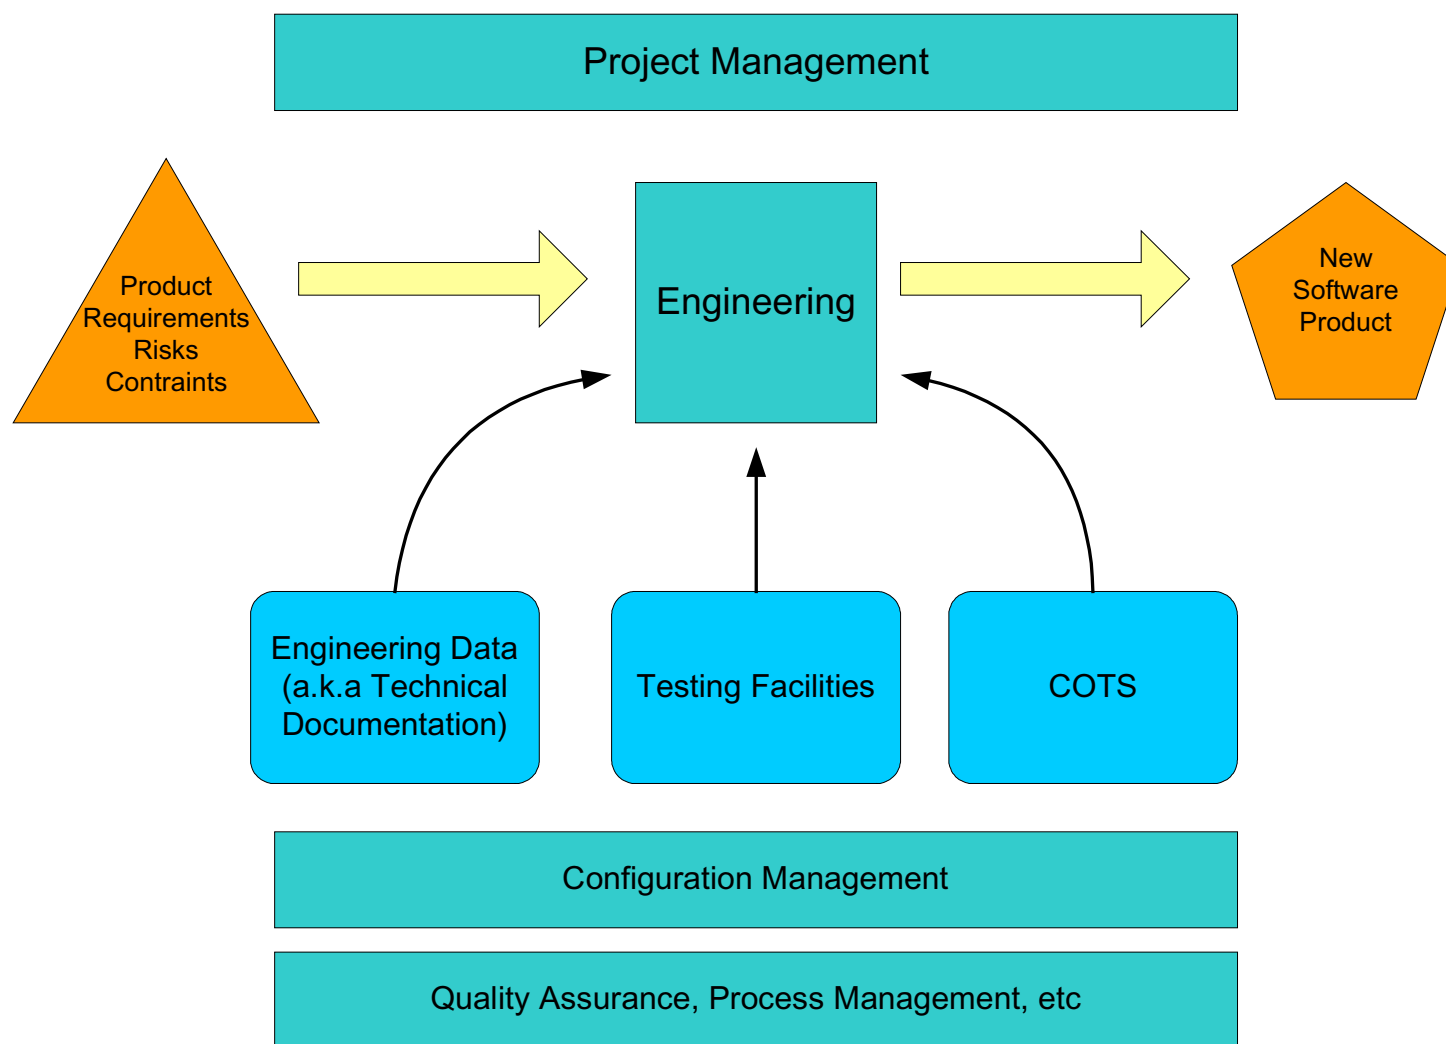 Project Management
Product
Requirements
Risks
Contraints
Engineering
New
Software
Product
Engineering Data
(a.k.a Technical
Documentation)
Testing Facilities
COTS
Configuration Management
Quality Assurance, Process Management, etc